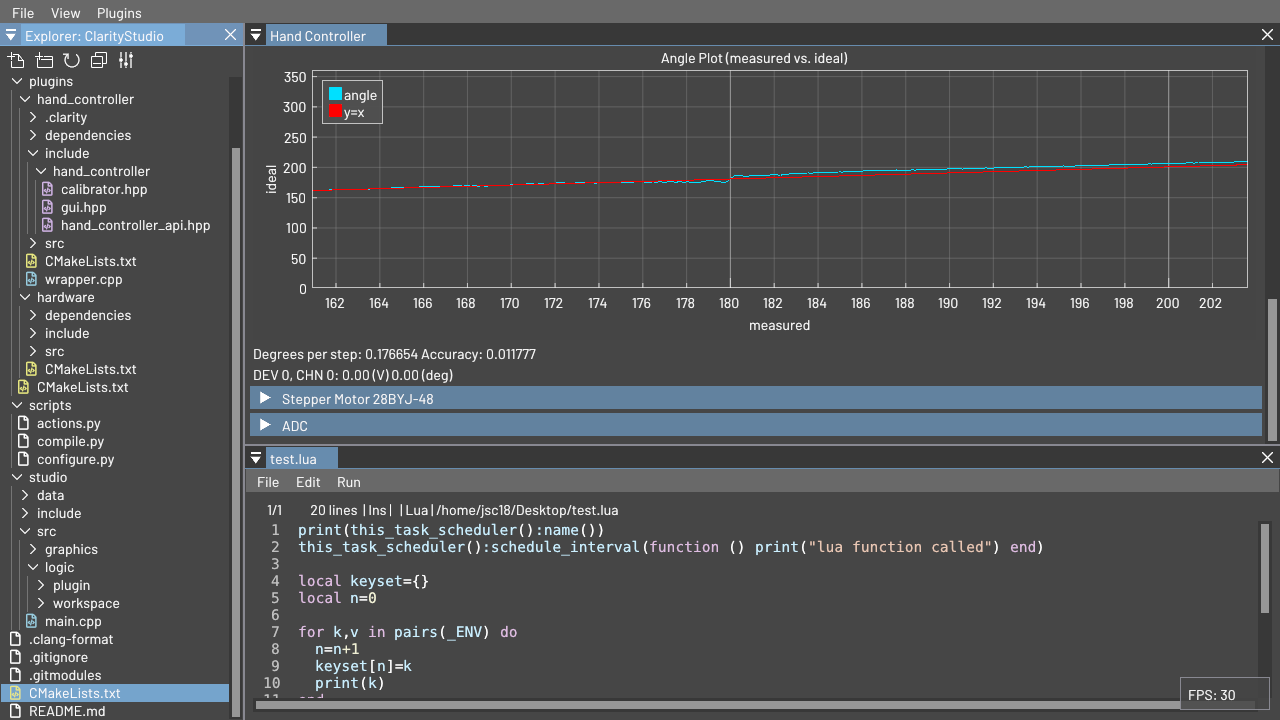 File View Plugins
Explorer: ClarityStudio
plugins
hand_controller
.clarity
dependencies
include
hand_controller
calibrator.hpp
gui.hpp
hand_controller_api.hpp
src
CMakeLists.txt
wrapper.cpp
hardware
dependencies
include
src
CMakeLists.txt
CMakeLists.txt
scripts
actions.py
compile.py
configure.py
studio
data
include
src
graphics
logic
plugin
workspace
main.cpp
.clang-format
.gitignore
.gitmodules
CMakeLists.txt
README.md
Hand Controller
Angle Plot (measured vs. ideal)
350
300
250
200
150
100
50
0
ideal
angle
y=x
162 164 166 168 170 172 174 176 178 180 182 184 186 188 190 192 194 196 198 200 202
measured
Degrees per step: 0.176654 Accuracy: 0.011777
DEV 0, CHN 0: 0.00 (V) 0.00 (deg)
Stepper Motor 28BYJ-48
ADC
test.lua
File Edit Run
1/1 20 lines | Ins | | Lua | /home/jsc18/Desktop/test.lua
1 print(this_task_scheduler():name())
2 this_task_scheduler():schedule_interval(function () print("lua function called") end)
3
4 local keyset={}
5 local n=0
6
7 for k,v in pairs(_ENV) do
8 n=n+1
9 keyset[n]=k
10 print(k)
11 end
FPS: 30